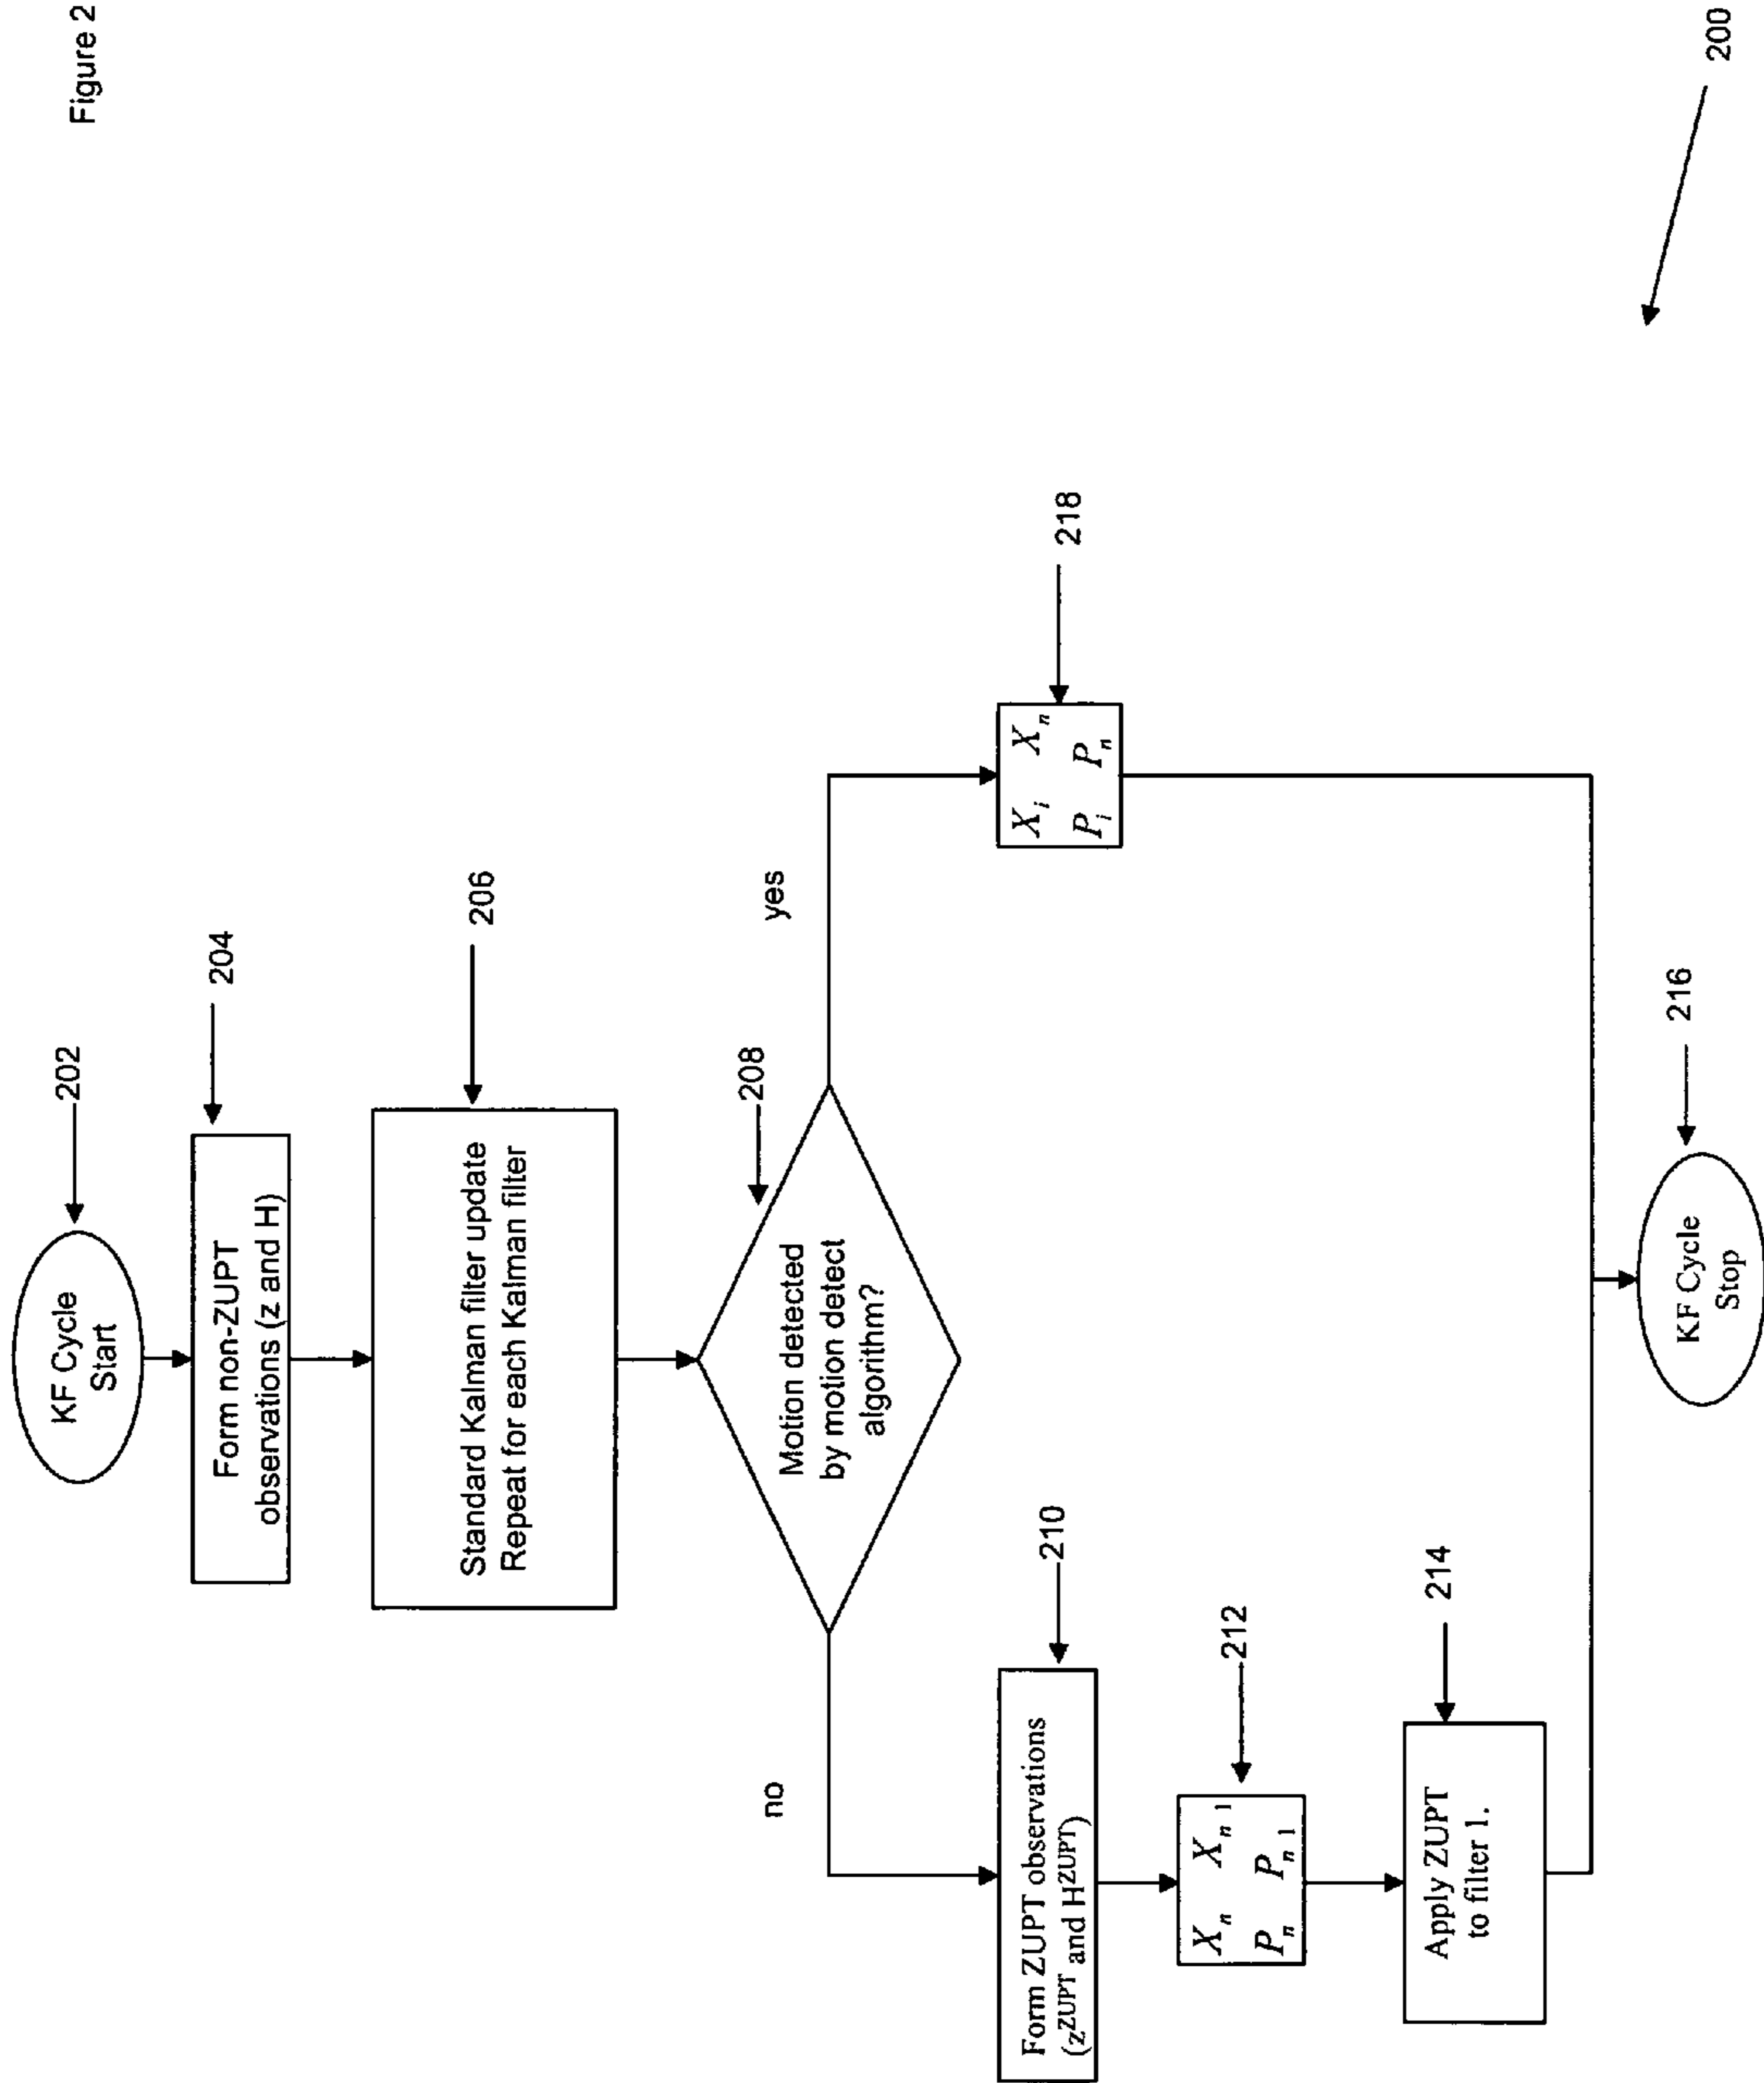 Figure 2
KF Cycle
Start
202
Form non-ZUPT
observations (z and H)
204
Standard Kalman filter update
Repeat for each Kalman filter
206
Motion detected
by motion detect
algorithm?
208
no
yes
Form ZUPT observations
(z^ZUPT and H^ZUPT)
210
X_n X_n 1
P_n P_n 1
212
Apply ZUPT
to filter 1.
214
X_i X_n
P_i P_n
218
KF Cycle
Stop
216
200